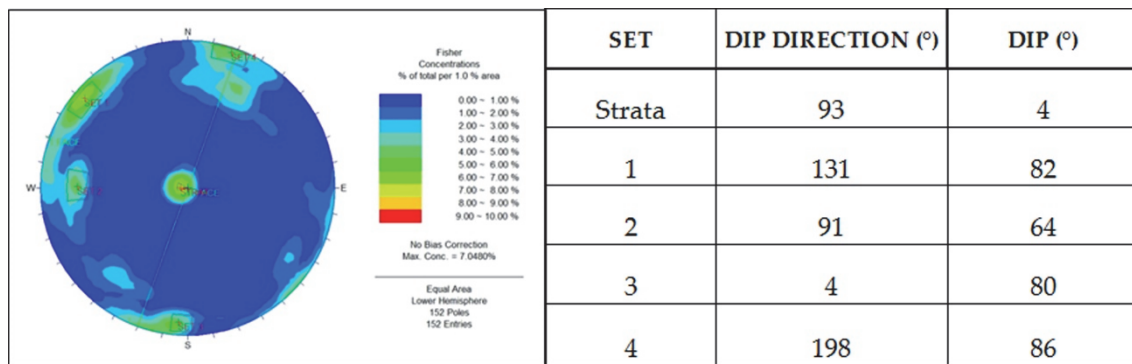 N
W
E
S
SET 4
Fisher
Concentrations
% of total per 1.0 % area
0.00 ~ 1.00 %
1.00 ~ 2.00 %
2.00 ~ 3.00 %
3.00 ~ 4.00 %
4.00 ~ 5.00 %
5.00 ~ 6.00 %
6.00 ~ 7.00 %
7.00 ~ 8.00 %
8.00 ~ 9.00 %
9.00 ~ 10.00 %
No Bias Correction
Max. Conc. = 7.0480%
Equal Area
Lower Hemisphere
152 Poles
152 Entries
SET DIP DIRECTION (°) DIP (°)
Strata 93 4
1 131 82
2 91 64
3 4 80
4 198 86